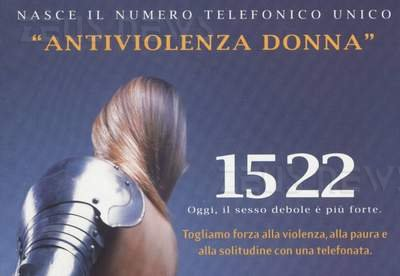 NASCE IL NUMERO TELEFONICO UNICO
“ANTIVIOLENZA DONNA”
1522
Oggi, il sesso debole è più forte.
Togliamo forza alla violenza, alla paura e
alla solitudine con una telefonata.